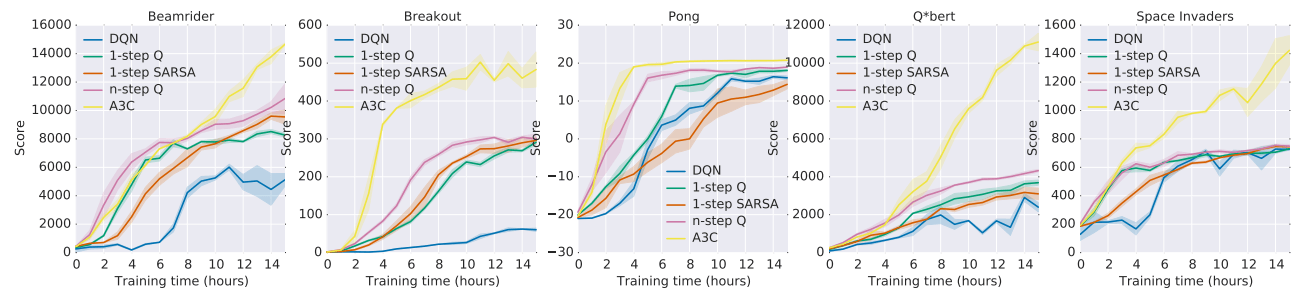 Beamrider
16000
14000
12000
10000
8000
6000
4000
2000
0
Score
DQN
1-step Q
1-step SARSA
n-step Q
A3C
0 2 4 6 8 10 12 14
Training time (hours)
Breakout
600
500
400
300
200
100
0
Score
DQN
1-step Q
1-step SARSA
n-step Q
A3C
0 2 4 6 8 10 12 14
Training time (hours)
Pong
30
20
10
0
−10
−20
−30
Score
DQN
1-step Q
1-step SARSA
n-step Q
A3C
0 2 4 6 8 10 12 14
Training time (hours)
Q*bert
12000
10000
8000
6000
4000
2000
0
Score
DQN
1-step Q
1-step SARSA
n-step Q
A3C
0 2 4 6 8 10 12 14
Training time (hours)
Space Invaders
1600
1400
1200
1000
800
600
400
200
0
Score
DQN
1-step Q
1-step SARSA
n-step Q
A3C
0 2 4 6 8 10 12 14
Training time (hours)